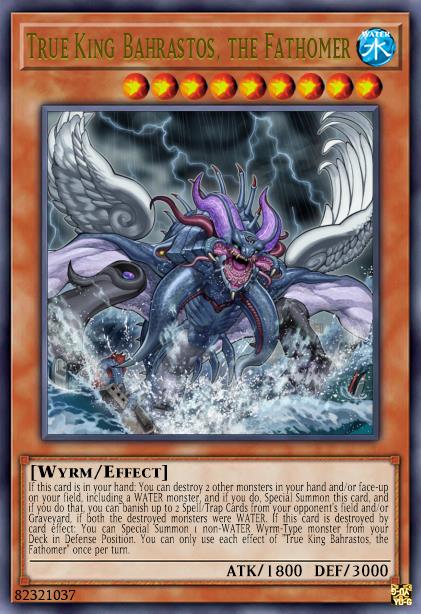 TRUE KING BAHRASTOS, THE FATHOMER
WATER
水
[WYRM/EFFECT]
If this card is in your hand: You can destroy 2 other monsters in your hand and/or face-up
on your field, including a WATER monster, and if you do, Special Summon this card, and
if you do that, you can banish up to 2 Spell/Trap Cards from your opponent's field and/or
Graveyard, if both the destroyed monsters were WATER. If this card is destroyed by
card effect: You can Special Summon 1 non-WATER Wyrm-Type monster from your
Deck in Defense Position. You can only use each effect of "True King Bahrastos, the
Fathomer" once per turn.
ATK/1800 DEF/3000
82321037